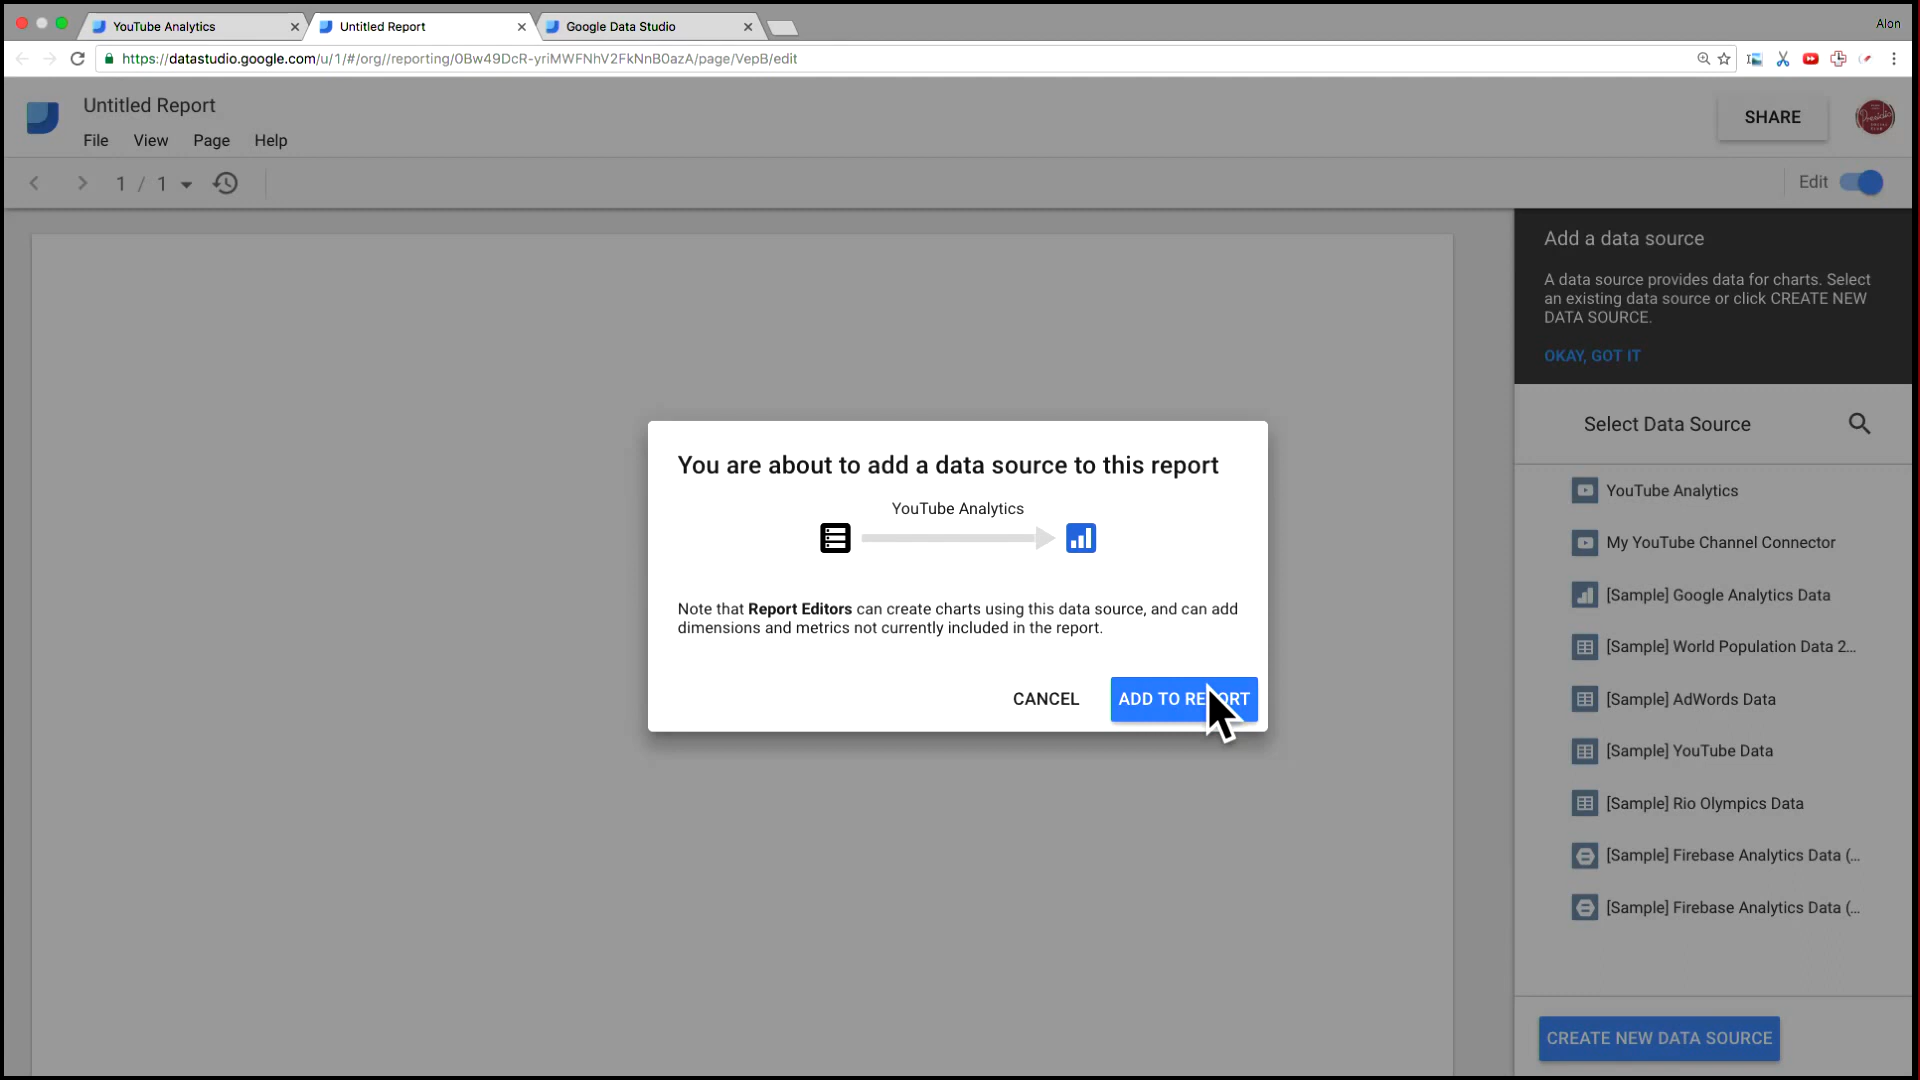 YouTube Analytics
Untitled Report
Google Data Studio
Alon
https://datastudio.google.com/u/1/#/org//reporting/0Bw49DcR-yriMWFNhV2FkNnB0azA/page/VepB/edit
Untitled Report
SHARE
File View Page Help
1 / 1
Edit
Add a data source
A data source provides data for charts. Select
an existing data source or click CREATE NEW
DATA SOURCE.
OKAY, GOT IT
Select Data Source
You are about to add a data source to this report
YouTube Analytics
Note that Report Editors can create charts using this data source, and can add
dimensions and metrics not currently included in the report.
CANCEL
ADD TO REPORT
YouTube Analytics
My YouTube Channel Connector
[Sample] Google Analytics Data
[Sample] World Population Data 2...
[Sample] AdWords Data
[Sample] YouTube Data
[Sample] Rio Olympics Data
[Sample] Firebase Analytics Data (...
[Sample] Firebase Analytics Data (...
CREATE NEW DATA SOURCE